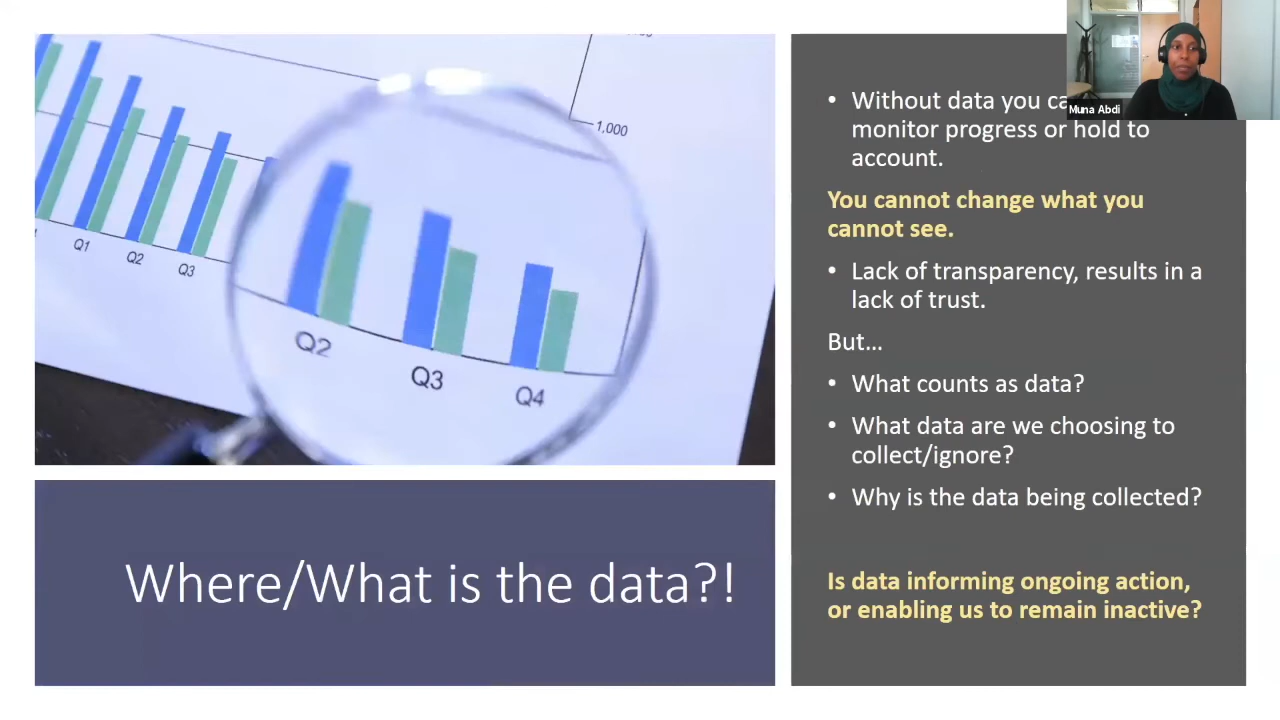 1,000
Q1
Q2
Q3
Q2
Q3
Q4
Where/What is the data?!
• Without data you
monitor progress or hold to
account.
You cannot change what you
cannot see.
• Lack of transparency, results in a
lack of trust.
But...
• What counts as data?
• What data are we choosing to
collect/ignore?
• Why is the data being collected?
Is data informing ongoing action,
or enabling us to remain inactive?
Muna Abdi